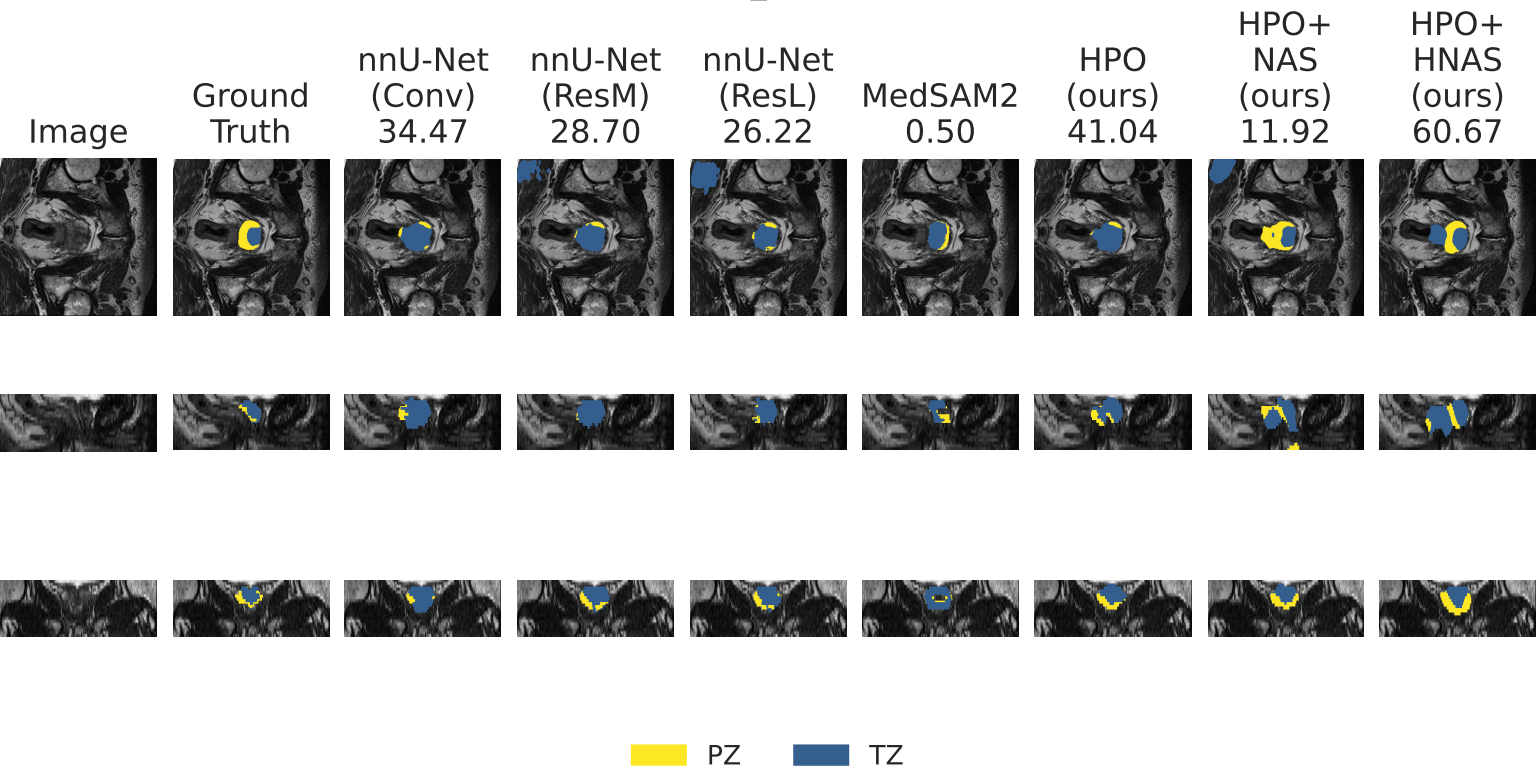 Image
Ground
Truth
nnU-Net
(Conv)
34.47
nnU-Net
(ResM)
28.70
nnU-Net
(ResL)
26.22
MedSAM2
0.50
HPO
(ours)
41.04
HPO+
NAS
(ours)
11.92
HPO+
HNAS
(ours)
60.67
PZ
TZ